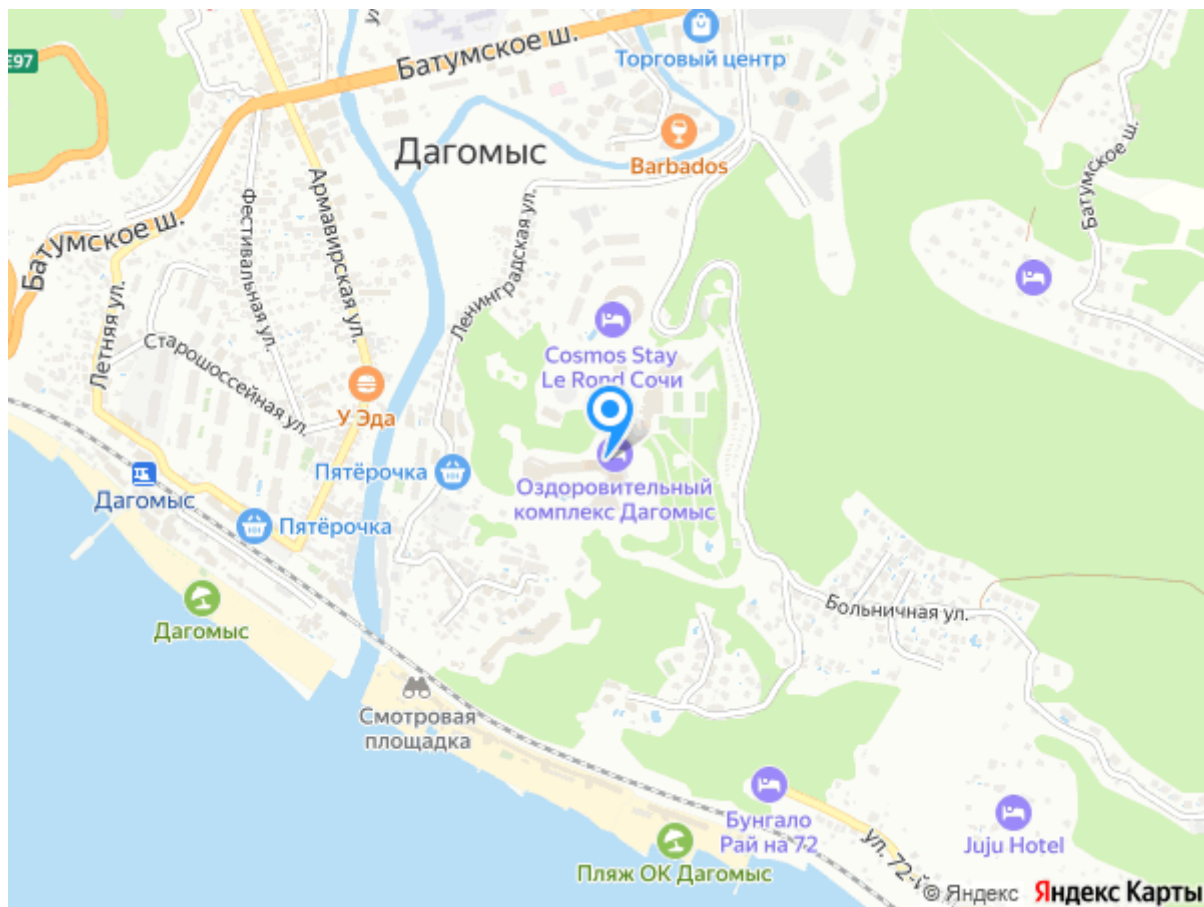 Батумское ш.
Торговый центр
E97
Дагомыс
Barbados
Батумское ш.
Армавирская ул.
Фестивальная ул.
Батумское ш.
Ленинградская ул.
Летняя ул.
Старошоссейная ул.
Cosmos Stay
Le Rond Сочи
У Эда
Пятёрочка
Оздоровительный
комплекс Дагомыс
Дагомыс
Пятёрочка
Больничная ул.
Дагомыс
Смотровая
площадка
Бунгало
Рай на 72
ул. 72-й
Juju Hotel
Пляж ОК Дагомыс
© Яндекс Яндекс Карты